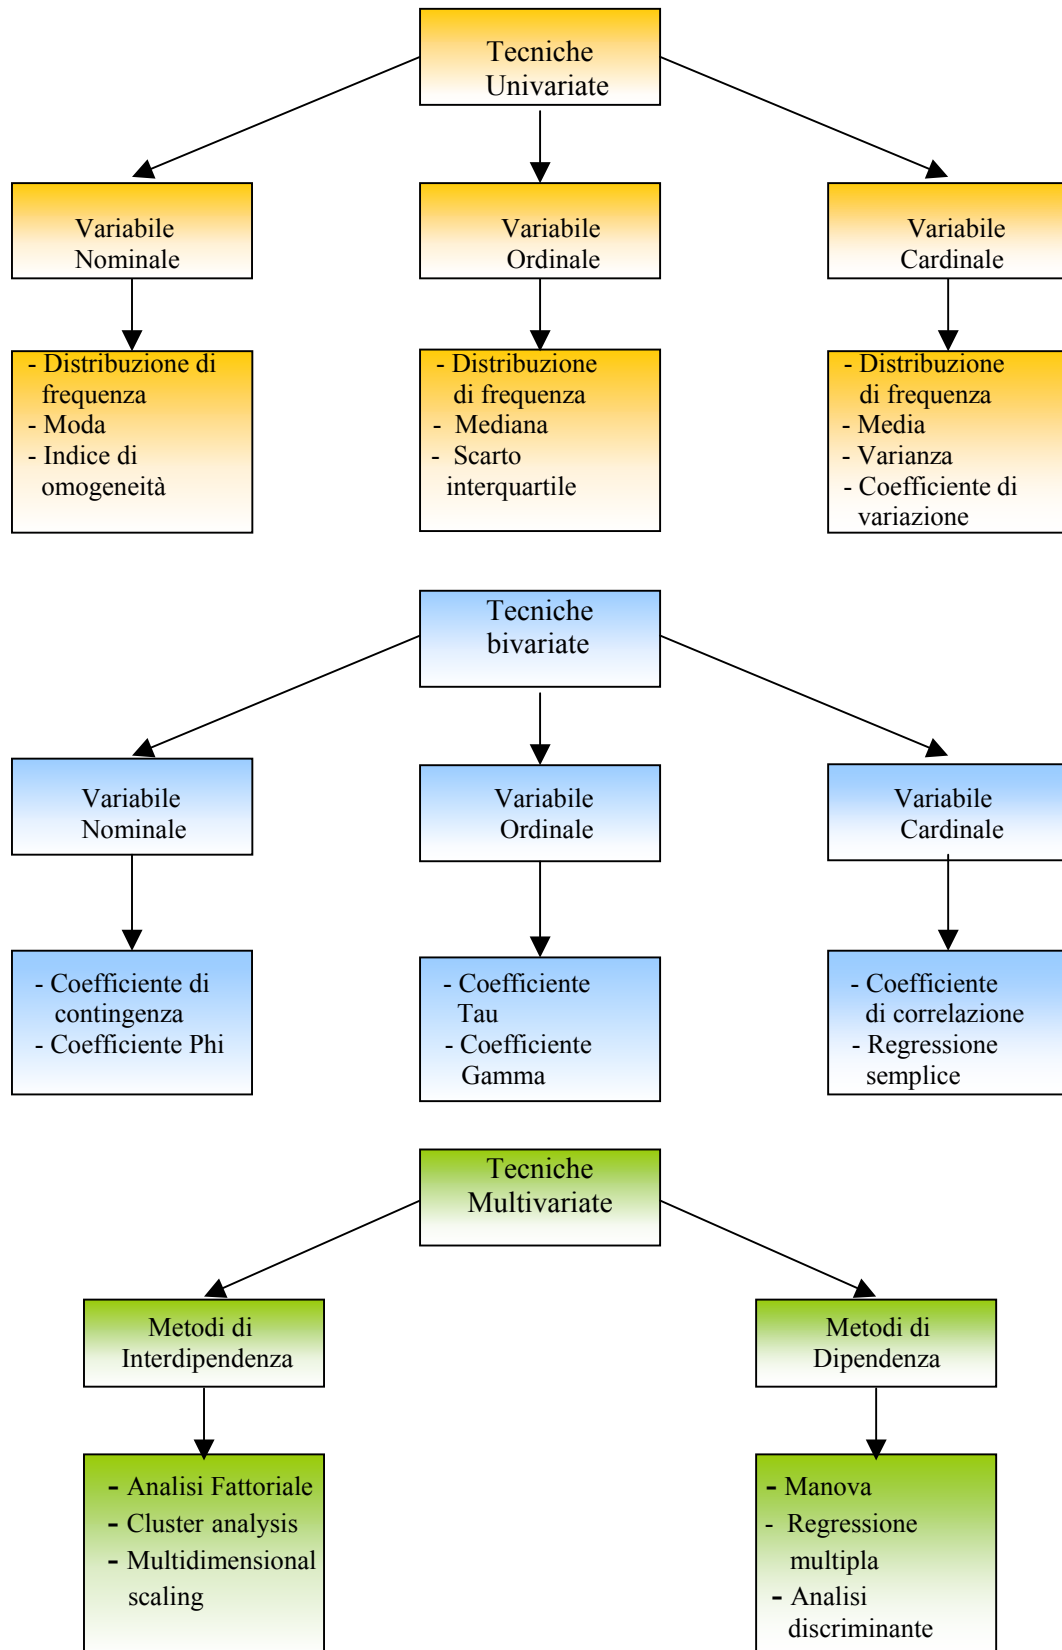 Tecniche
Univariate
Variabile
Nominale
Variabile
Ordinale
Variabile
Cardinale
- Distribuzione di
frequenza
- Moda
- Indice di
omogeneità
- Distribuzione
di frequenza
- Mediana
- Scarto
interquartile
- Distribuzione
di frequenza
- Media
- Varianza
- Coefficiente di
variazione
Tecniche
bivariate
Variabile
Nominale
Variabile
Ordinale
Variabile
Cardinale
- Coefficiente di
contingenza
- Coefficiente Phi
- Coefficiente
Tau
- Coefficiente
Gamma
- Coefficiente
di correlazione
- Regressione
semplice
Tecniche
Multivariate
Metodi di
Interdipendenza
Metodi di
Dipendenza
- Analisi Fattoriale
- Cluster analysis
- Multidimensional
scaling
- Manova
- Regressione
multipla
- Analisi
discriminante